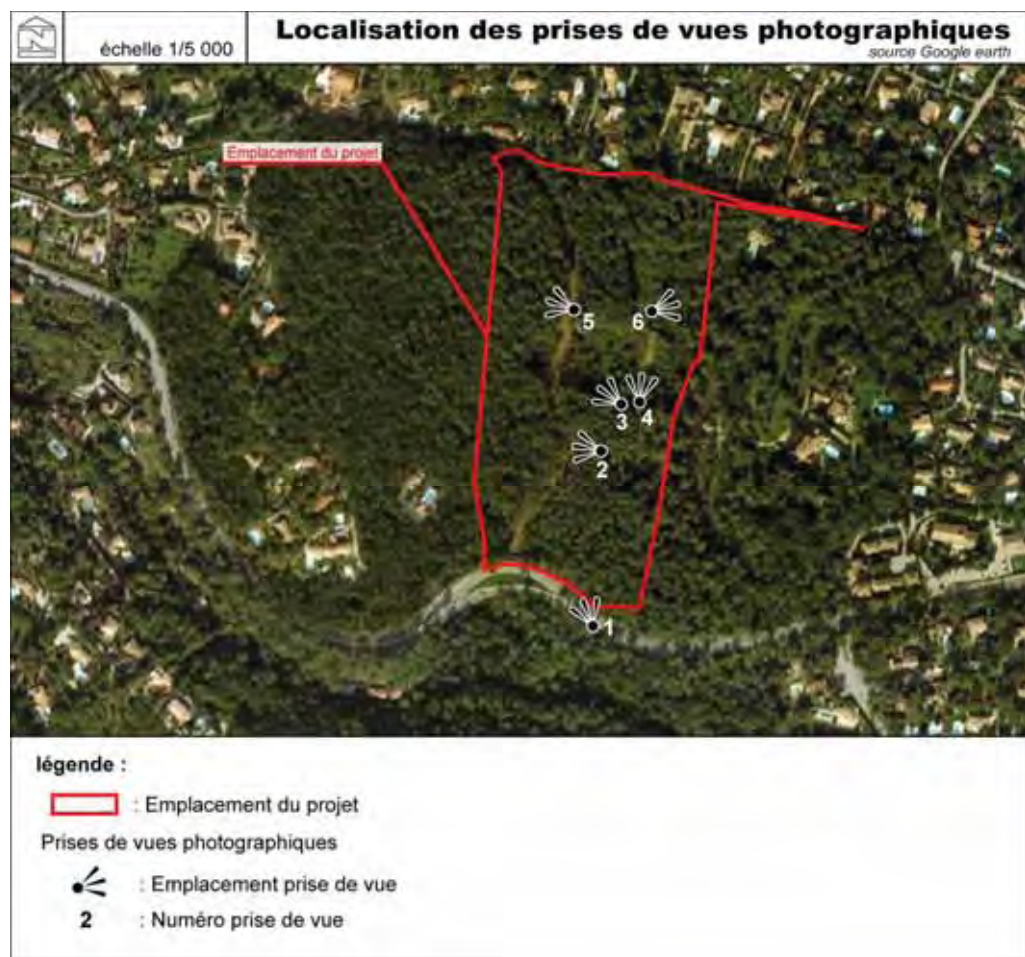 échelle 1/5 000
Localisation des prises de vues photographiques
source Google earth
Emplacement du projet
5
6
3
4
2
1
légende :
: Emplacement du projet
Prises de vues photographiques
: Emplacement prise de vue
2 : Numéro prise de vue